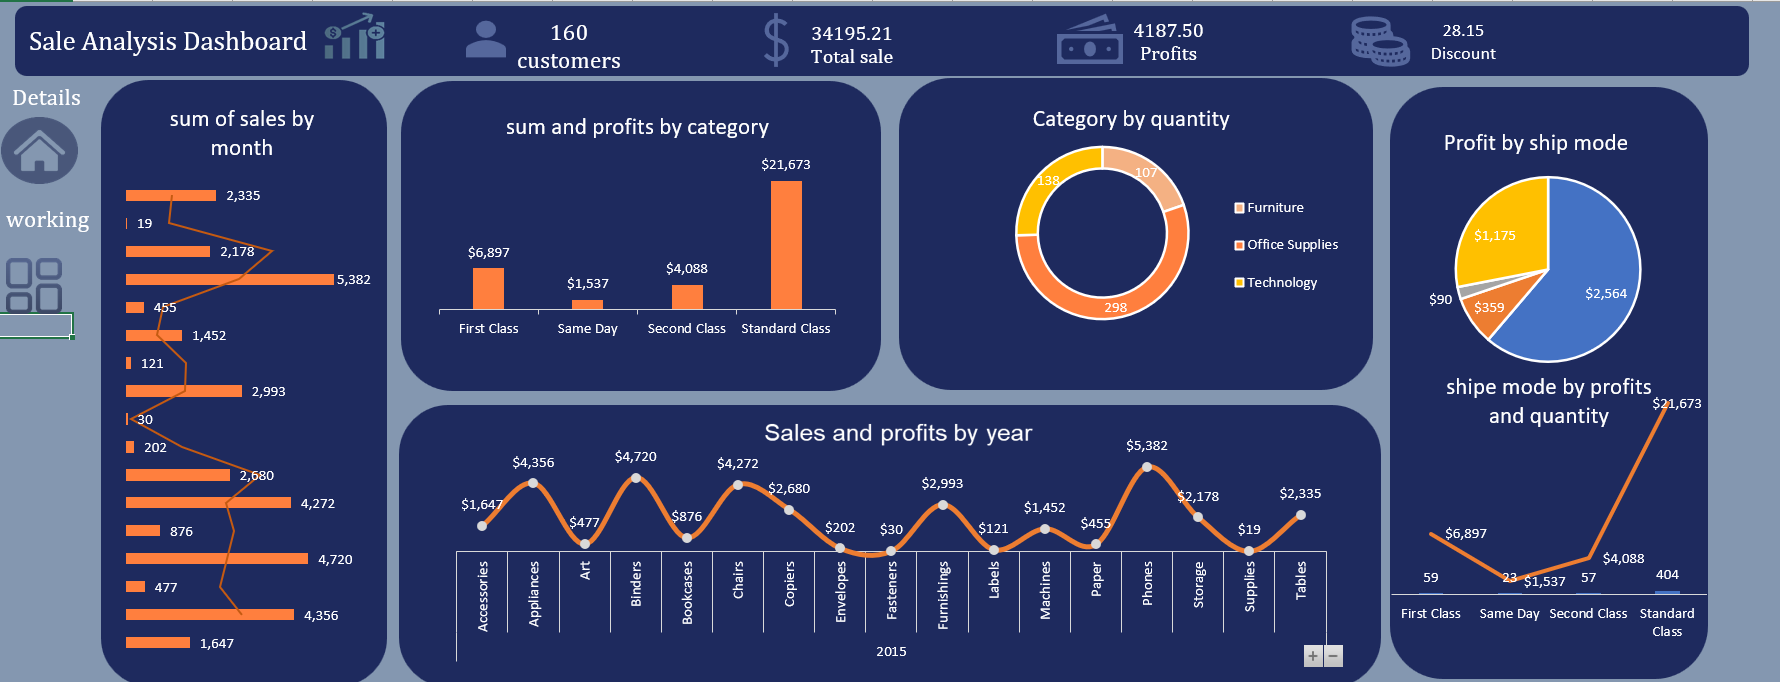 Sale Analysis Dashboard
160
customers
34195.21
Total sale
4187.50
Profits
28.15
Discount
Details
working
sum of sales by
month
2,335
19
2,178
5,382
455
1,452
121
2,993
30
202
2,680
4,272
876
4,720
477
4,356
1,647
sum and profits by category
$6,897
$1,537
$4,088
$21,673
First Class
Same Day
Second Class
Standard Class
Category by quantity
107
298
138
Furniture
Office Supplies
Technology
Profit by ship mode
$2,564
$359
$90
$1,175
shipe mode by profits
and quantity
$6,897
$1,537
$4,088
$21,673
59
23
57
404
First Class
Same Day
Second Class
Standard
Class
Sales and profits by year
$1,647
$4,356
$477
$4,720
$876
$4,272
$2,680
$202
$30
$2,993
$121
$1,452
$455
$5,382
$2,178
$19
$2,335
Accessories
Appliances
Art
Binders
Bookcases
Chairs
Copiers
Envelopes
Fasteners
Furnishings
Labels
Machines
Paper
Phones
Storage
Supplies
Tables
2015
+ −